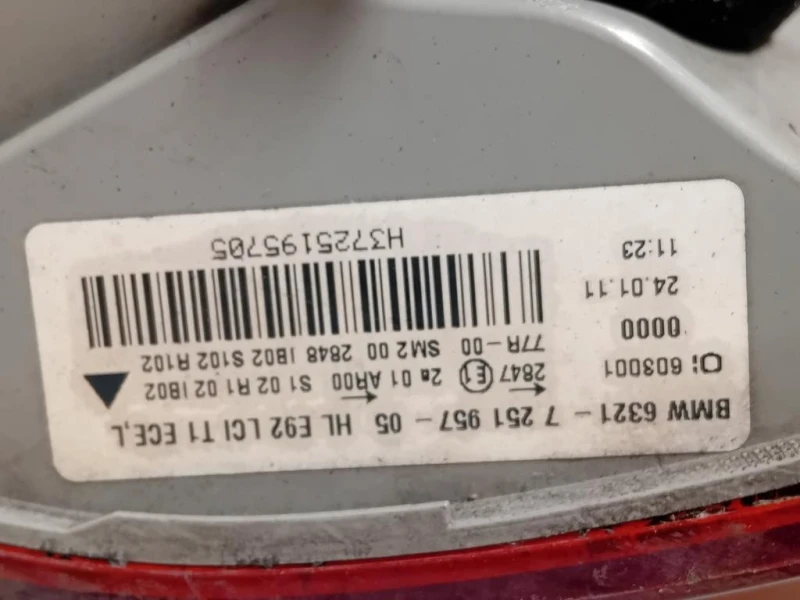 BMW 6321- 7 251 957-05 HL E92 LCI T1 ECE,L
O: 603001 2847 E1 2a 01 AR00 S1 02 R1 02 IB02
0000 77R-00 SM2 00 2848 IB02 S102 R102
24.01.11
11:23 H3725195705